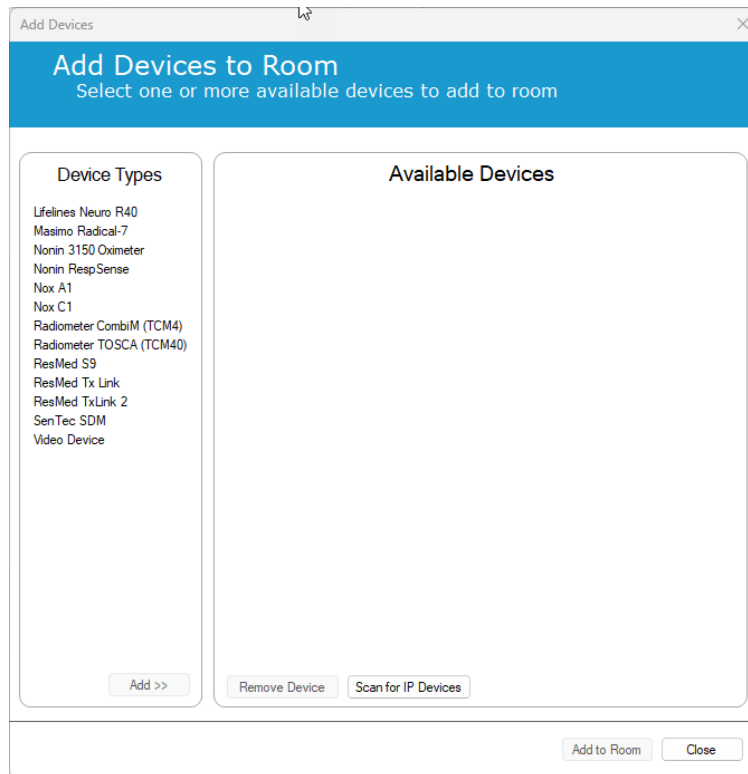 Add Devices
Add Devices to Room
Select one or more available devices to add to room
Device Types
Lifelines Neuro R40
Masimo Radical-7
Nonin 3150 Oximeter
Nonin RespSense
Nox A1
Nox C1
Radiometer CombiM (TCM4)
Radiometer TOSCA (TCM40)
ResMed S9
ResMed Tx Link
ResMed TxLink 2
SenTec SDM
Video Device
Add >>
Available Devices
Remove Device
Scan for IP Devices
Add to Room
Close